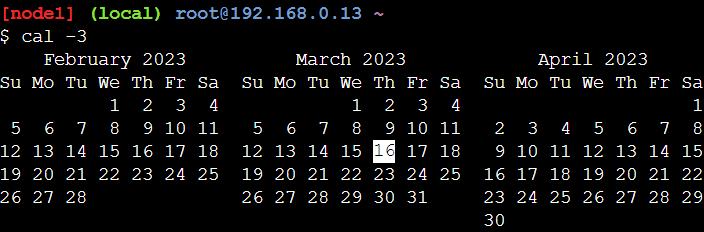 [node1] (local) root@192.168.0.13 ~
$ cal -3
    February 2023          March 2023            April 2023
Su Mo Tu We Th Fr Sa  Su Mo Tu We Th Fr Sa  Su Mo Tu We Th Fr Sa
          1  2  3  4            1  2  3  4                     1
 5  6  7  8  9 10 11   5  6  7  8  9 10 11   2  3  4  5  6  7  8
12 13 14 15 16 17 18  12 13 14 15 16 17 18   9 10 11 12 13 14 15
19 20 21 22 23 24 25  19 20 21 22 23 24 25  16 17 18 19 20 21 22
26 27 28              26 27 28 29 30 31     23 24 25 26 27 28 29
                                            30